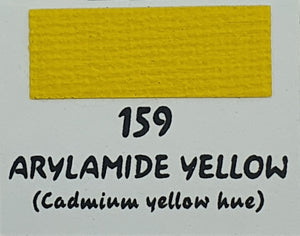 159
ARYLAMIDE YELLOW
(Cadmium yellow hue)